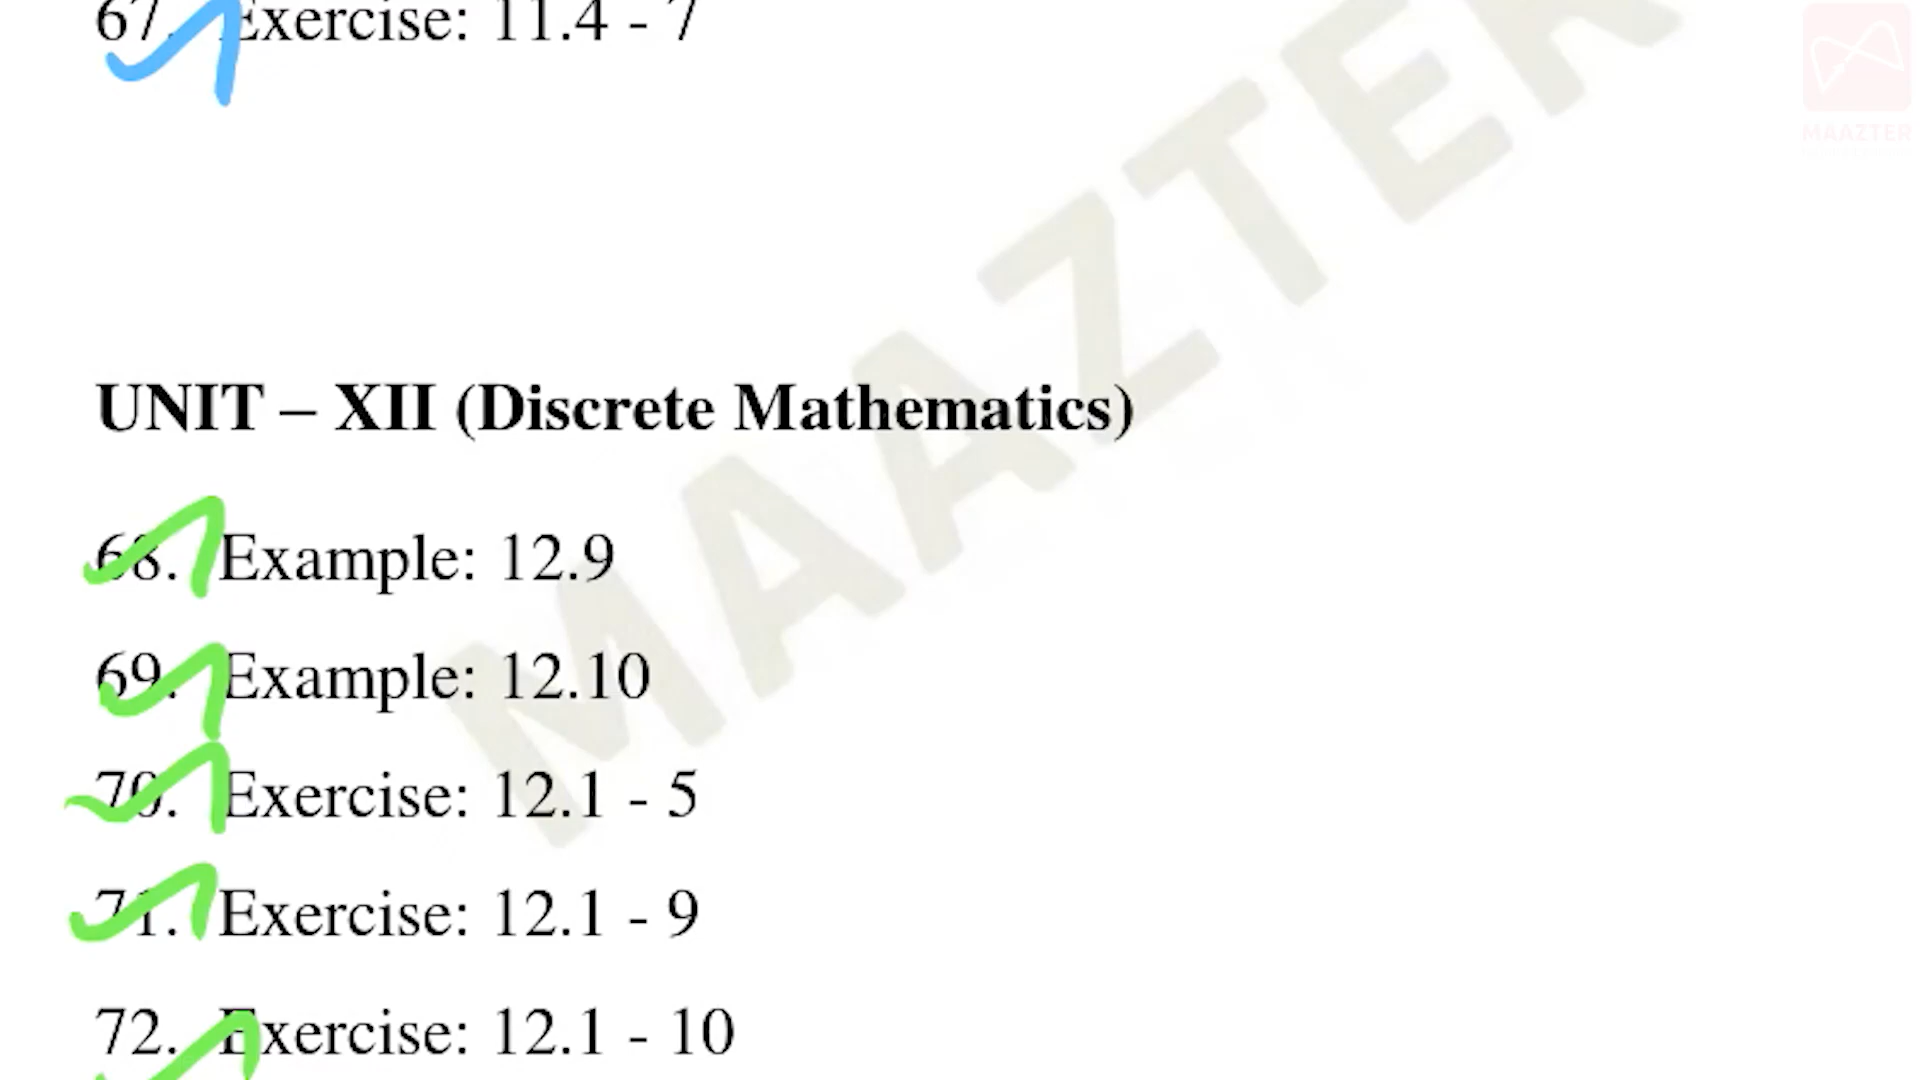 67. Exercise: 11.4 - 7
MAAZTER
MAAZTER
UNIT – XII (Discrete Mathematics)
68. Example: 12.9
69. Example: 12.10
70. Exercise: 12.1 - 5
71. Exercise: 12.1 - 9
72. Exercise: 12.1 - 10